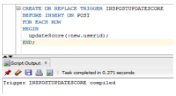 CREATE OR REPLACE TRIGGER INSPOSTUPDATESCORE
BEFORE INSERT ON POST
FOR EACH ROW
BEGIN
updateScore(:new.userid);
END;
Script Output ×
Task completed in 0.271 seconds
Trigger INSPOSTUPDATESCORE compiled